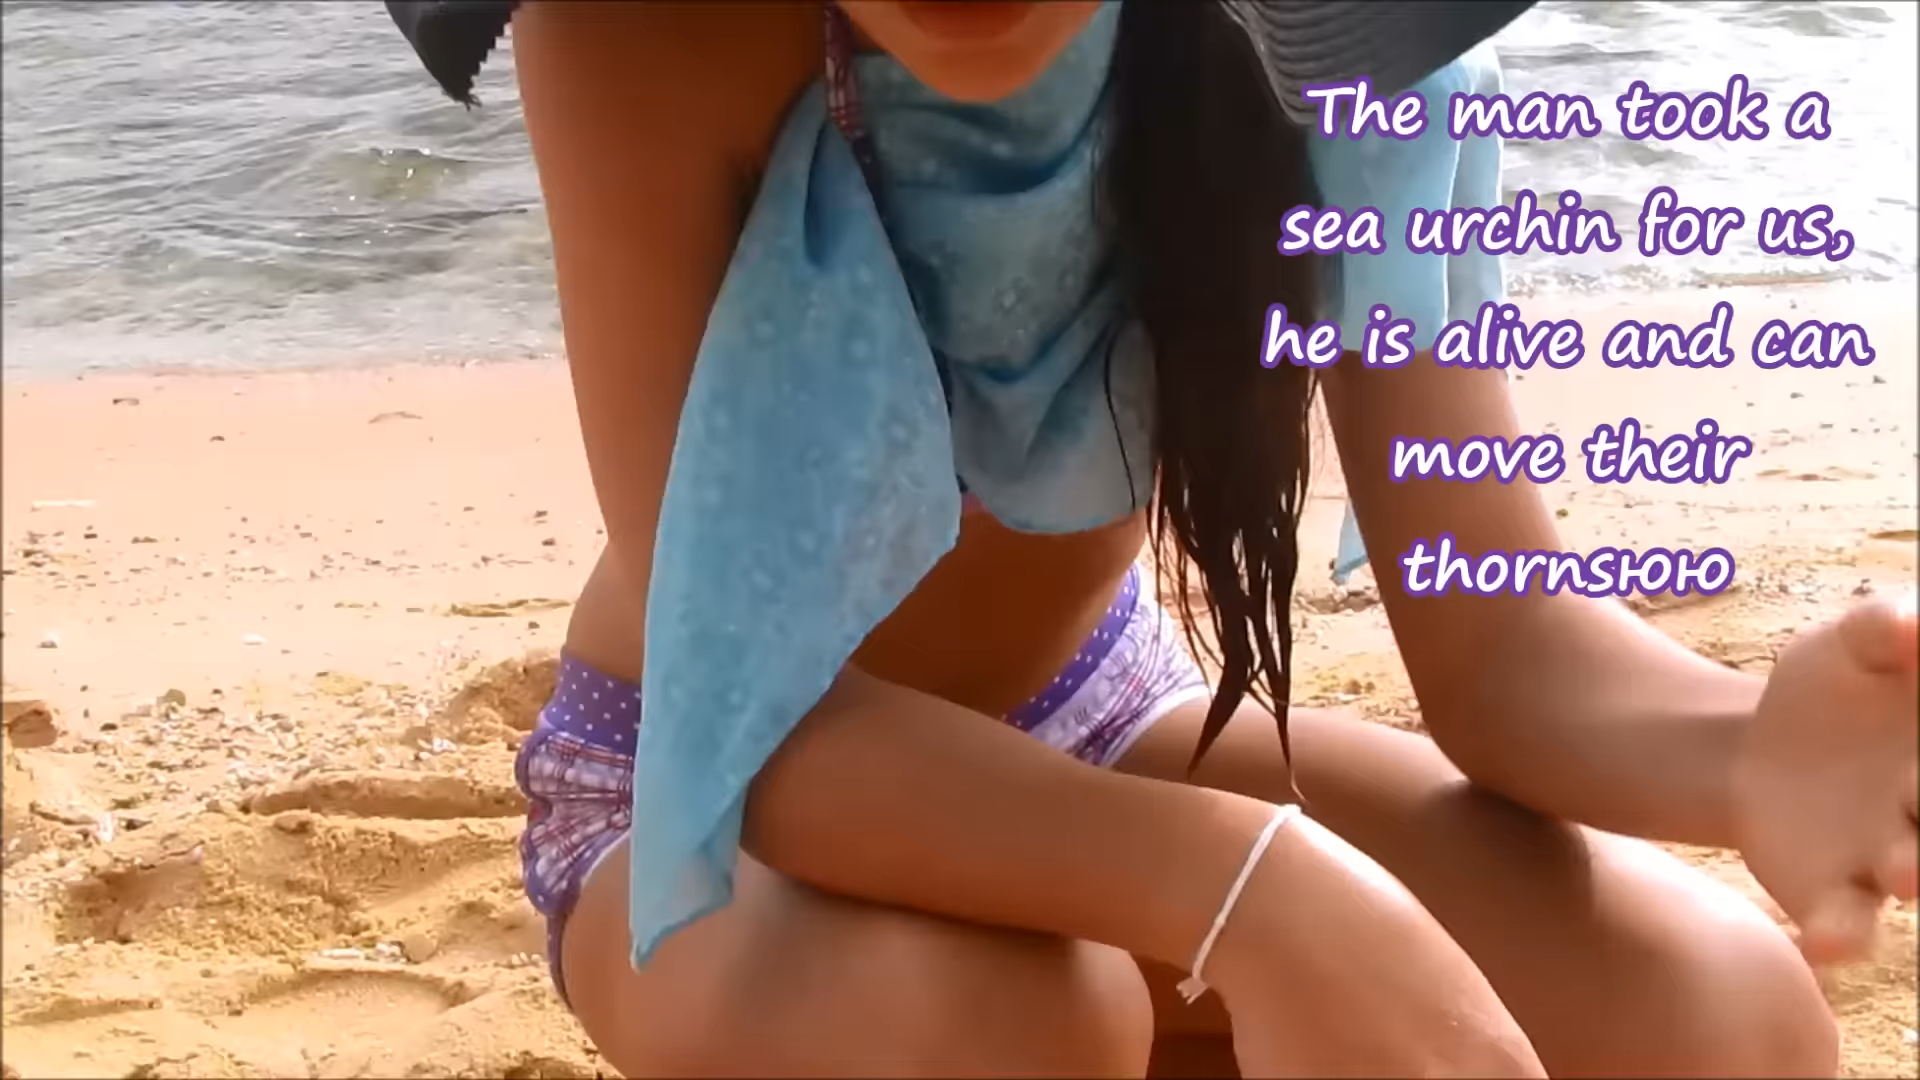 The man took a
sea urchin for us,
he is alive and can
move their
thornsюю